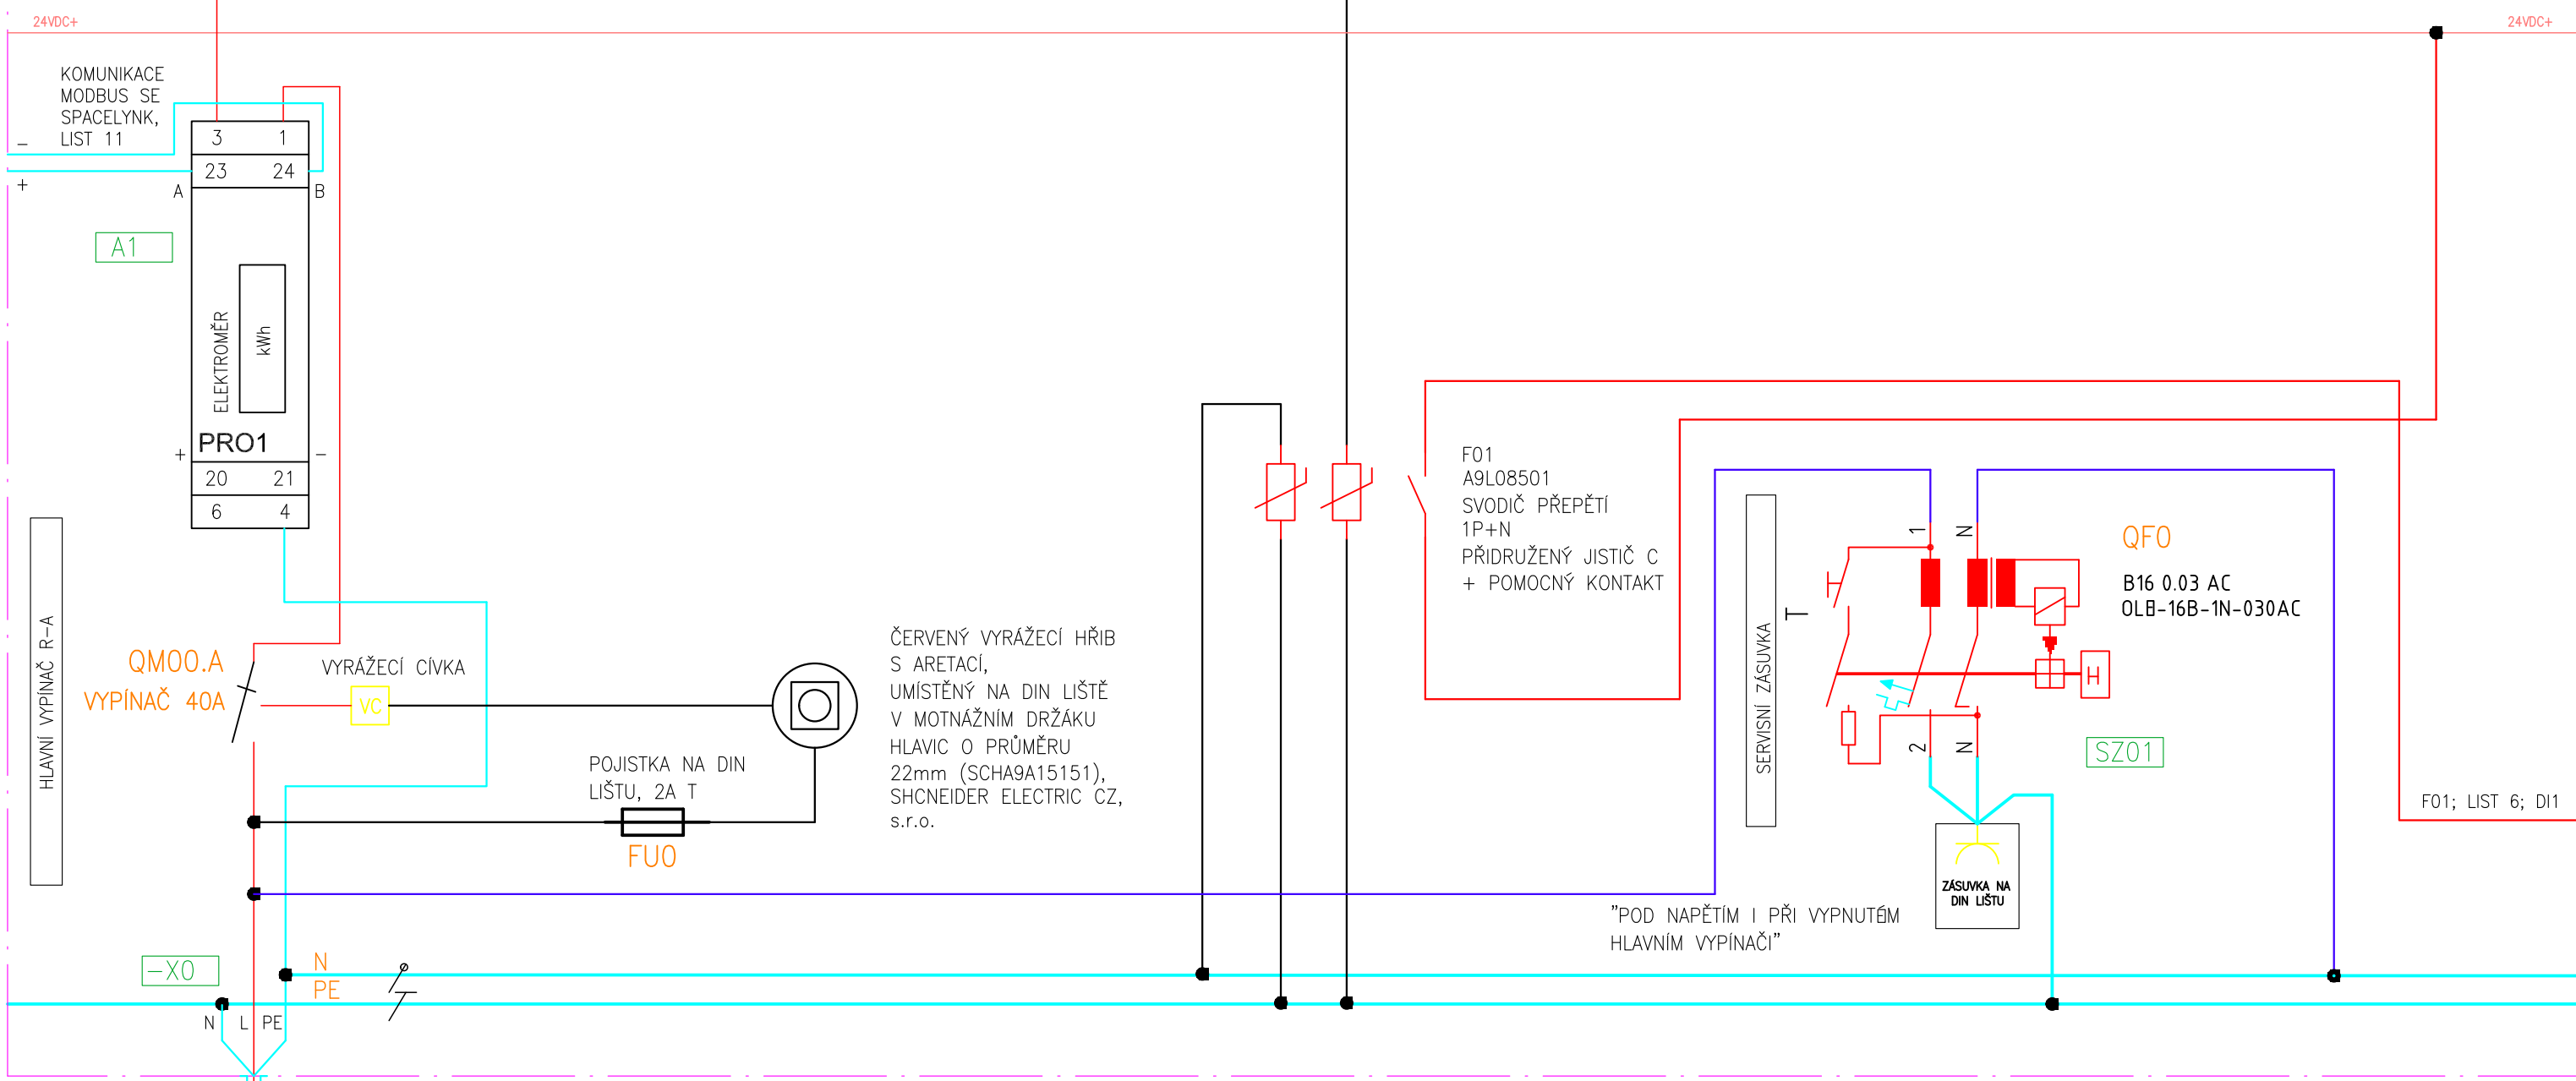 24VDC+
24VDC+
KOMUNIKACE
MODBUS SE
SPACELYNK,
LIST 11
–
+
3 1
23 24
A B
A1
ELEKTROMĚR
kWh
PRO1
+ –
20 21
6 4
HLAVNÍ VYPÍNAČ R–A
QM00.A
VYPÍNAČ 40A
VYRÁŽECÍ CÍVKA
VC
POJISTKA NA DIN
LIŠTU, 2A T
FU0
ČERVENÝ VYRÁŽECÍ HŘIB
S ARETACÍ,
UMÍSTĚNÝ NA DIN LIŠTĚ
V MOTNÁŽNÍM DRŽÁKU
HLAVIC O PRŮMĚRU
22mm (SCHA9A15151),
SHCNEIDER ELECTRIC CZ,
s.r.o.
F01
A9L08501
SVODIČ PŘEPĚTÍ
1P+N
PŘIDRUŽENÝ JISTIČ C
+ POMOCNÝ KONTAKT
SERVISNÍ ZÁSUVKA
T
1 N
2 N
H
QF0
B16 0.03 AC
OLE–16B–1N–030AC
SZ01
ZÁSUVKA NA
DIN LIŠTU
"POD NAPĚTÍM I PŘI VYPNUTÉM
HLAVNÍM VYPÍNAČI"
F01; LIST 6; DI1
–X0
N
PE
N L PE